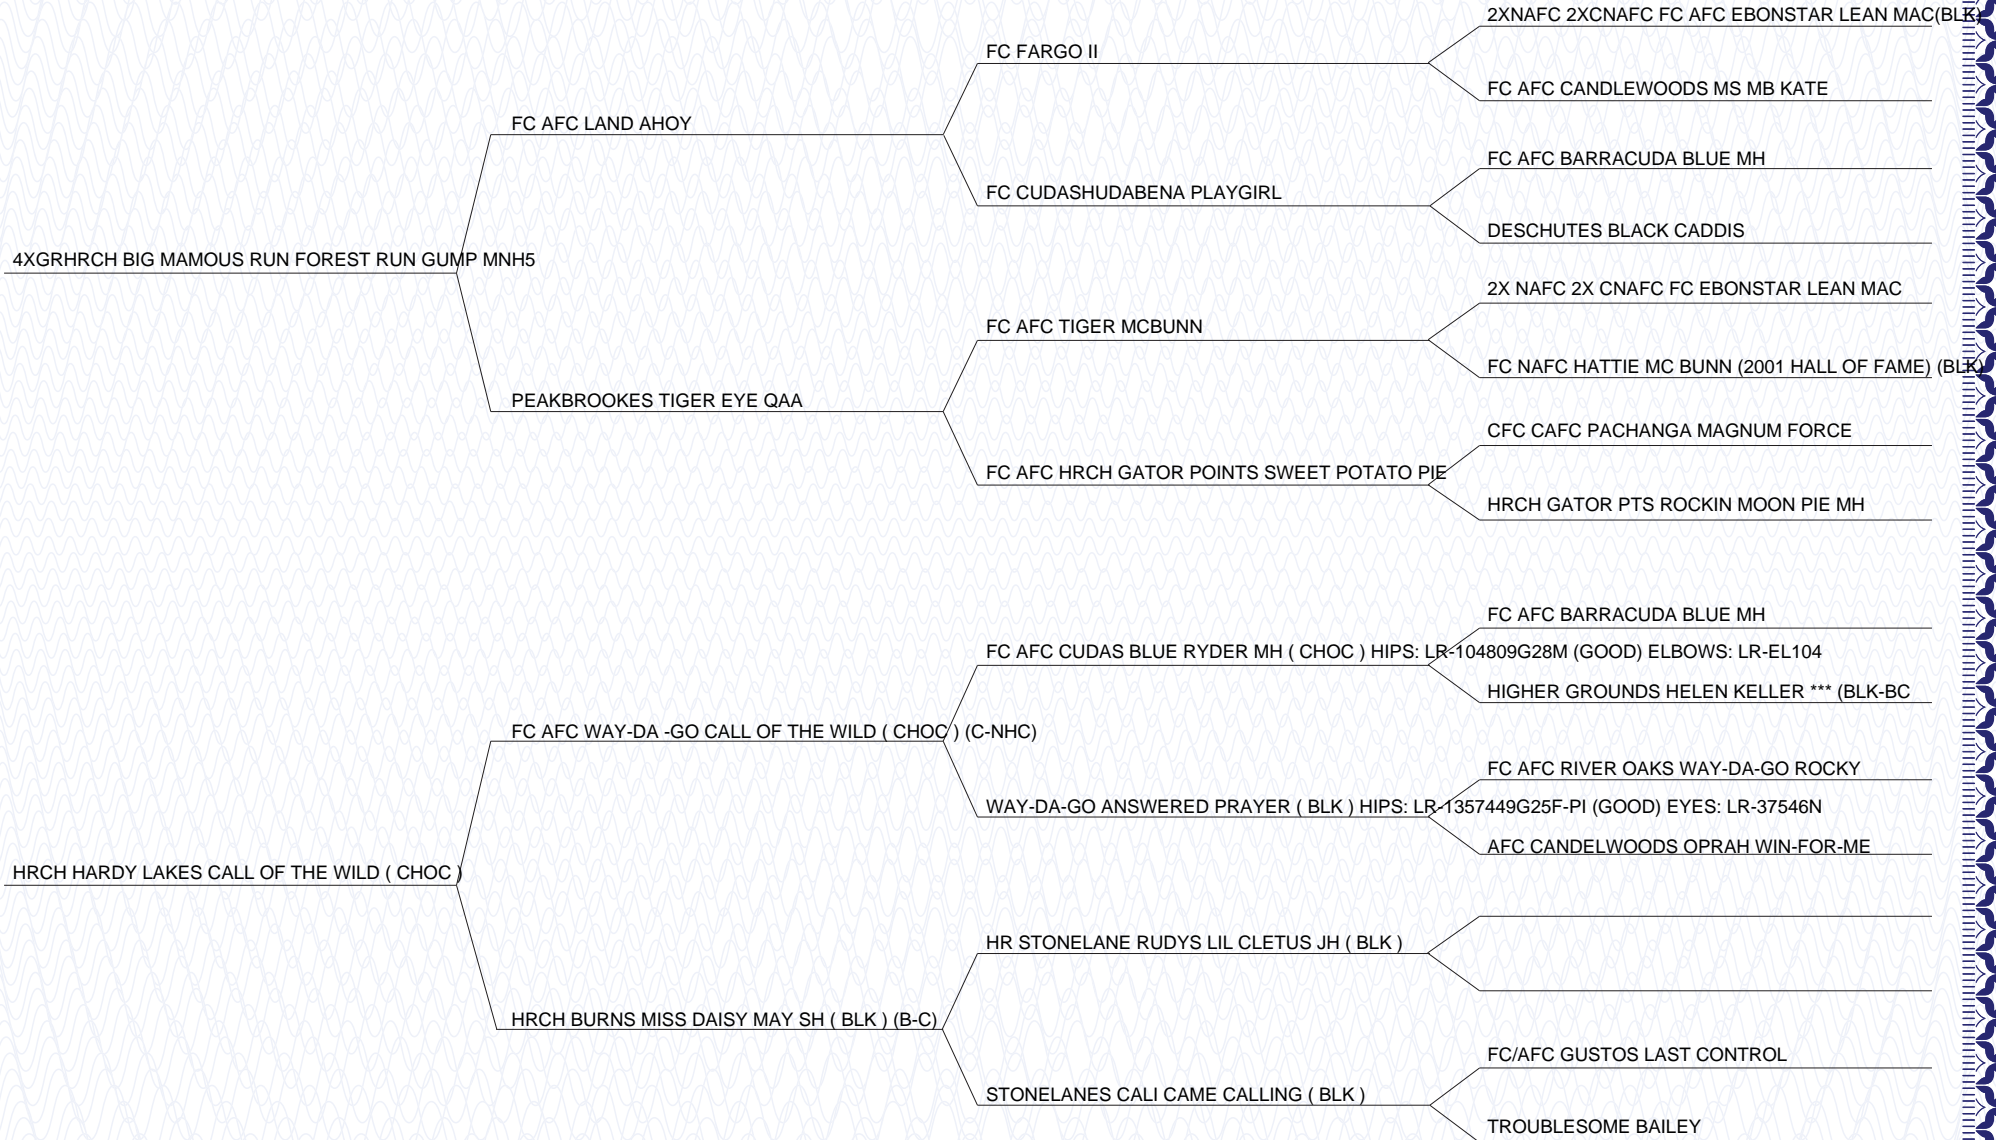 2XNAFC 2XCNAFC FC AFC EBONSTAR LEAN MAC(BLK)
FC FARGO II
FC AFC CANDLEWOODS MS MB KATE
FC AFC LAND AHOY
FC AFC BARRACUDA BLUE MH
FC CUDASHUDABENA PLAYGIRL
DESCHUTES BLACK CADDIS
4XGRHRCH BIG MAMOUS RUN FOREST RUN GUMP MNH5
2X NAFC 2X CNAFC FC EBONSTAR LEAN MAC
FC AFC TIGER MCBUNN
FC NAFC HATTIE MC BUNN (2001 HALL OF FAME) (BLK)
PEAKBROOKES TIGER EYE QAA
CFC CAFC PACHANGA MAGNUM FORCE
FC AFC HRCH GATOR POINTS SWEET POTATO PIE
HRCH GATOR PTS ROCKIN MOON PIE MH
FC AFC BARRACUDA BLUE MH
FC AFC CUDAS BLUE RYDER MH ( CHOC ) HIPS: LR-104809G28M (GOOD) ELBOWS: LR-EL104
HIGHER GROUNDS HELEN KELLER *** (BLK-BC
FC AFC WAY-DA -GO CALL OF THE WILD ( CHOC ) (C-NHC)
FC AFC RIVER OAKS WAY-DA-GO ROCKY
WAY-DA-GO ANSWERED PRAYER ( BLK ) HIPS: LR-1357449G25F-PI (GOOD) EYES: LR-37546N
AFC CANDELWOODS OPRAH WIN-FOR-ME
HRCH HARDY LAKES CALL OF THE WILD ( CHOC )
HR STONELANE RUDYS LIL CLETUS JH ( BLK )
HRCH BURNS MISS DAISY MAY SH ( BLK ) (B-C)
FC/AFC GUSTOS LAST CONTROL
STONELANES CALI CAME CALLING ( BLK )
TROUBLESOME BAILEY